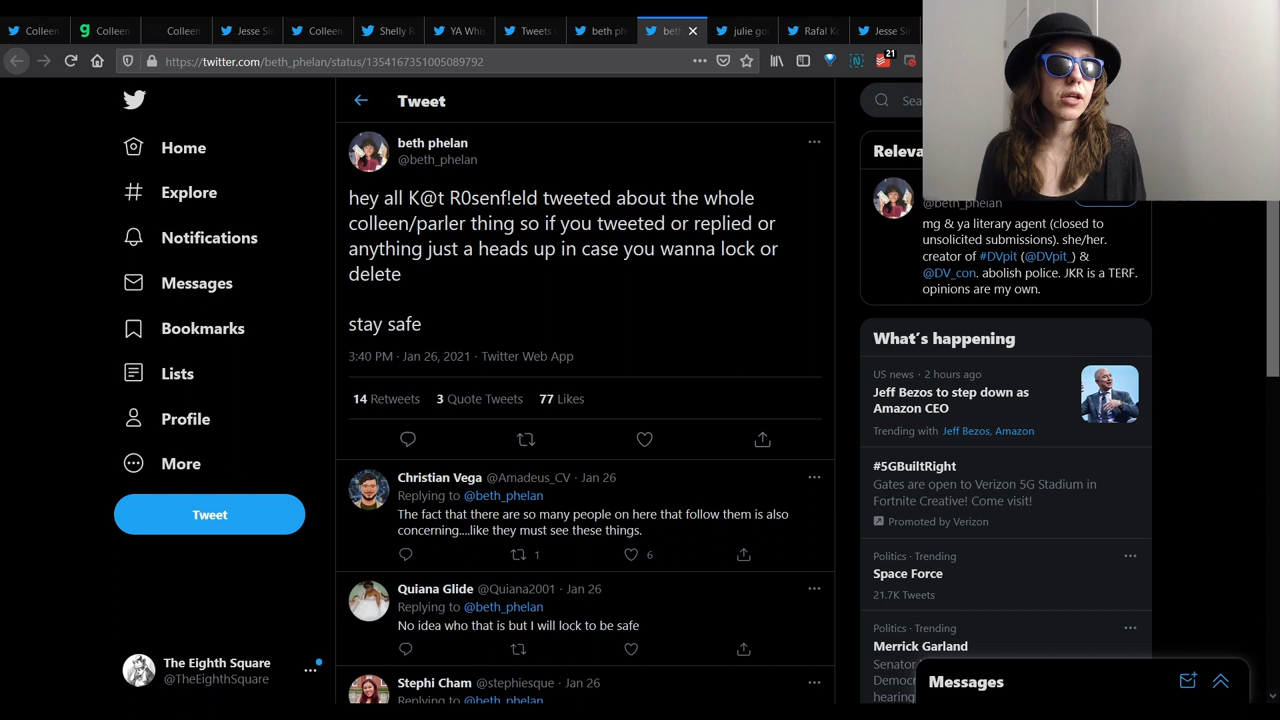 Colleen
Colleen
Colleen
Jesse Si
Colleen
Shelly R
YA Whis
Tweets
beth ph
beth
julie go
Rafal K
Jesse Si
https://twitter.com/beth_phelan/status/1354167351005089792
21
Home
Explore
Notifications
Messages
Bookmarks
Lists
Profile
More
Tweet
The Eighth Square
@TheEighthSquare
Tweet
beth phelan
@beth_phelan
hey all K@t R0senf!eld tweeted about the whole
colleen/parler thing so if you tweeted or replied or
anything just a heads up in case you wanna lock or
delete
stay safe
3:40 PM · Jan 26, 2021 · Twitter Web App
14 Retweets 3 Quote Tweets 77 Likes
Christian Vega @Amadeus_CV · Jan 26
Replying to @beth_phelan
The fact that there are so many people on here that follow them is also
concerning....like they must see these things.
1
6
Quiana Glide @Quiana2001 · Jan 26
Replying to @beth_phelan
No idea who that is but I will lock to be safe
Stephi Cham @stephiesque · Jan 26
Replying to @beth_phelan
Sea
Releva
@beth_phelan
mg & ya literary agent (closed to
unsolicited submissions). she/her.
creator of #DVpit (@DVpit_) &
@DV_con. abolish police. JKR is a TERF.
opinions are my own.
What's happening
US news · 2 hours ago
Jeff Bezos to step down as
Amazon CEO
Trending with Jeff Bezos, Amazon
#5GBuiltRight
Gates are open to Verizon 5G Stadium in
Fortnite Creative! Come visit!
Promoted by Verizon
Politics · Trending
Space Force
21.7K Tweets
Politics · Trending
Merrick Garland
Senator
Democ
hearing
Messages